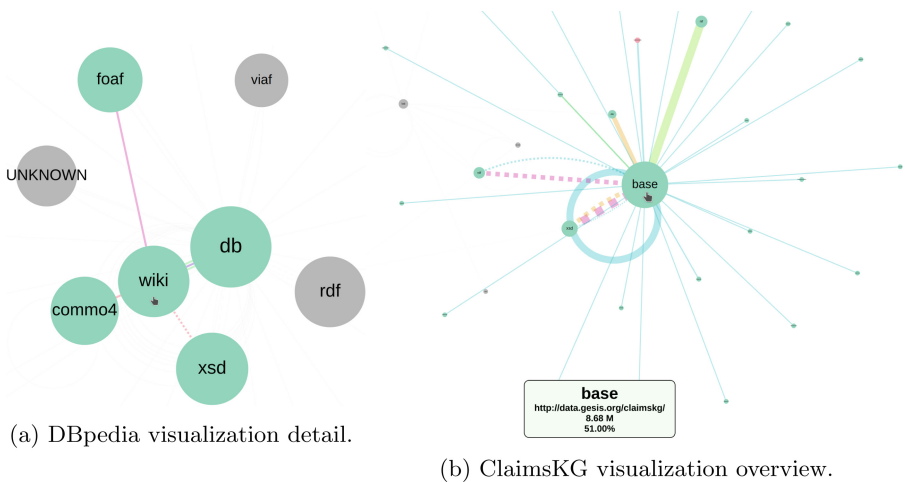 foaf
viaf
UNKNOWN
db
wiki
rdf
commo4
xsd
(a) DBpedia visualization detail.
base
xsd
base
http://data.gesis.org/claimskg/
8.68 M
51.00%
(b) ClaimsKG visualization overview.